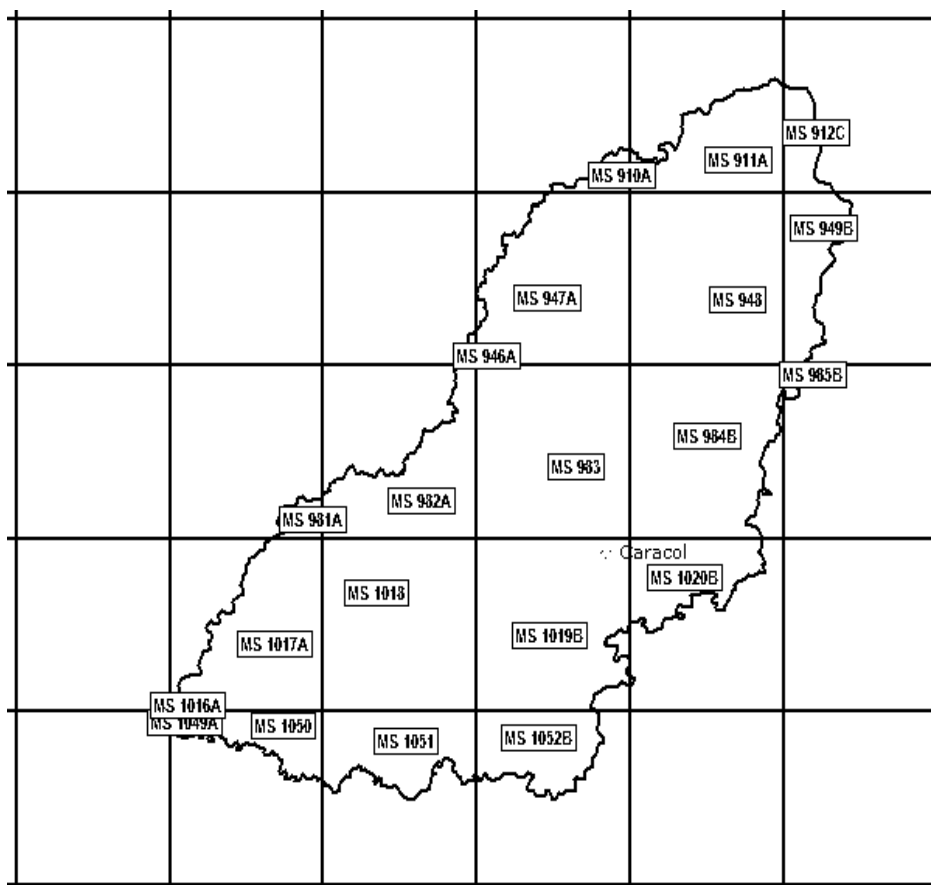 MS 912C
MS 911A
MS 910A
MS 949B
MS 947A
MS 948
MS 946A
MS 985B
MS 984B
MS 983
MS 982A
MS 981A
Caracol
MS 1020B
MS 1018
MS 1019B
MS 1017A
MS 1016A
MS 1049A
MS 1050
MS 1051
MS 1052B